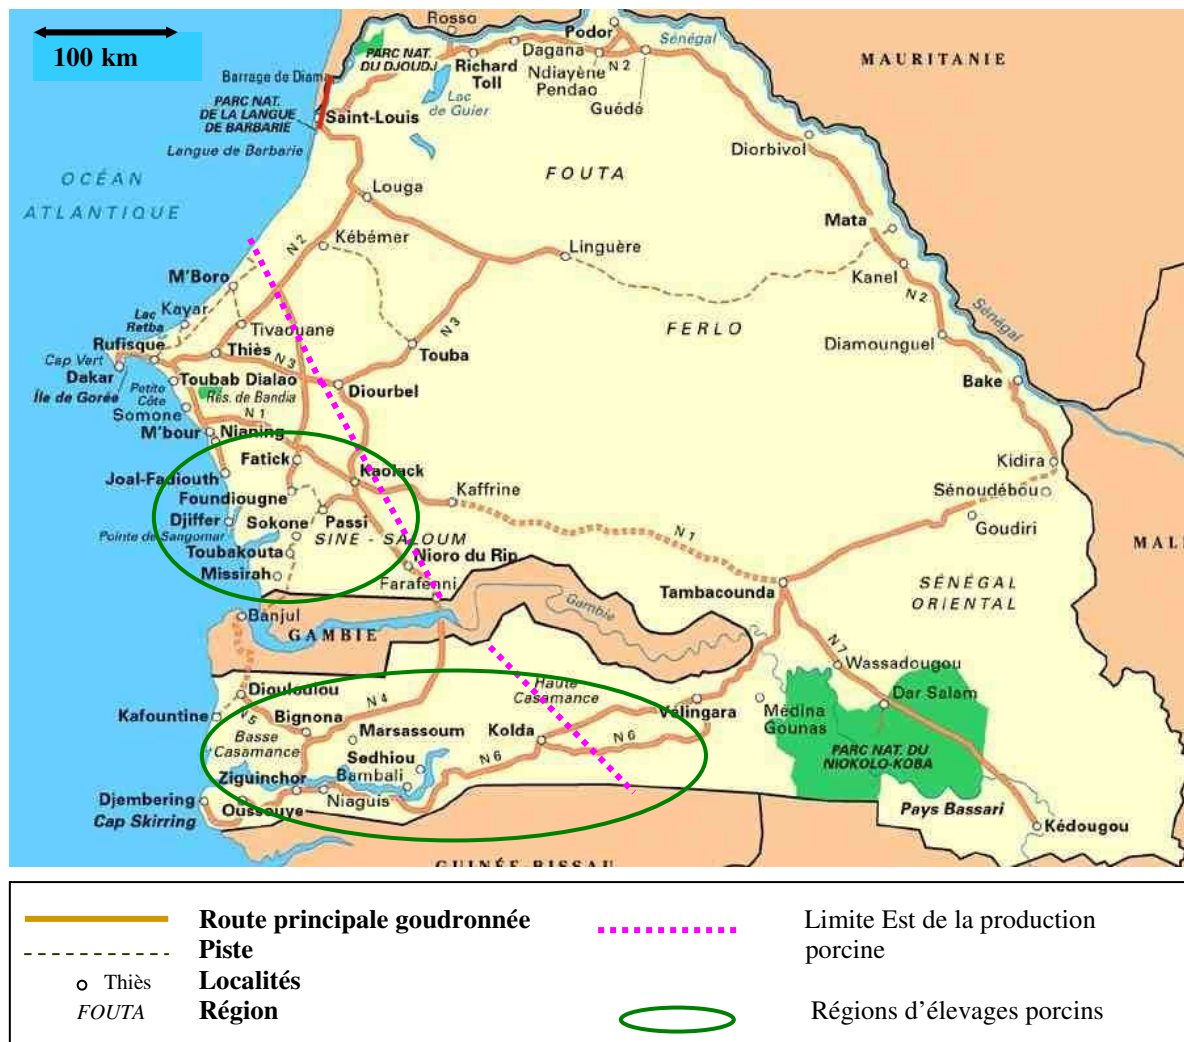 100 km
Rosso
Podor
Sénégal
MAURITANIE
PARC NAT.
DU DJOUDJ
Dagana
N 2
Richard
Toll
Ndiayène
Pendao
Guédé
Barrage de Diama
PARC NAT.
DE LA LANGUE
DE BARBARIE
Saint-Louis
Lac
de Guier
Langue de Barbarie
Diorbivol
OCÉAN
ATLANTIQUE
FOUTA
Louga
Mata
N 2
Kébémer
Linguère
Kanel
N 2
M'Boro
Sénégal
Lac
Retba
Kayar
Tivaouane
FERLO
N 3
Diamounguel
Rufisque
Thiès
N 3
Touba
Cap Vert
Dakar
Île de Gorée
Toubab Dialao
Petite
Côte
Rés. de Bandia
Diourbel
Bake
Somone
N 1
M'bour
Nianing
Fatick
Kaolack
Kidira
Joal-Fadiouth
Foundiougne
Kaffrine
Sénoudébou
Djiffer
Sokone
Passi
Goudiri
Pointe de Sangomar
SINE - SALOUM
N 1
MALI
Toubakouta
Nioro du Rip
Missirah
Farafenni
Tambacounda
SÉNÉGAL
ORIENTAL
Banjul
GAMBIE
Gambie
N 7
Wassadougou
Diouloulou
Haute
Casamance
Dar Salam
Kafountine
N 5
Bignona
N 4
Vélingara
Médina
Gounas
Basse
Casamance
Marsassoum
Kolda
N 6
PARC NAT. DU
NIOKOLO-KOBA
Sedhiou
N 6
Ziguinchor
Bambali
Djembering
Oussouye
Niaguis
Pays Bassari
Cap Skirring
Kédougou
GUINÉE-BISSAU
Route principale goudronnée
Limite Est de la production
porcine
Piste
Thiès
Localités
FOUTA
Région
Régions d'élevages porcins